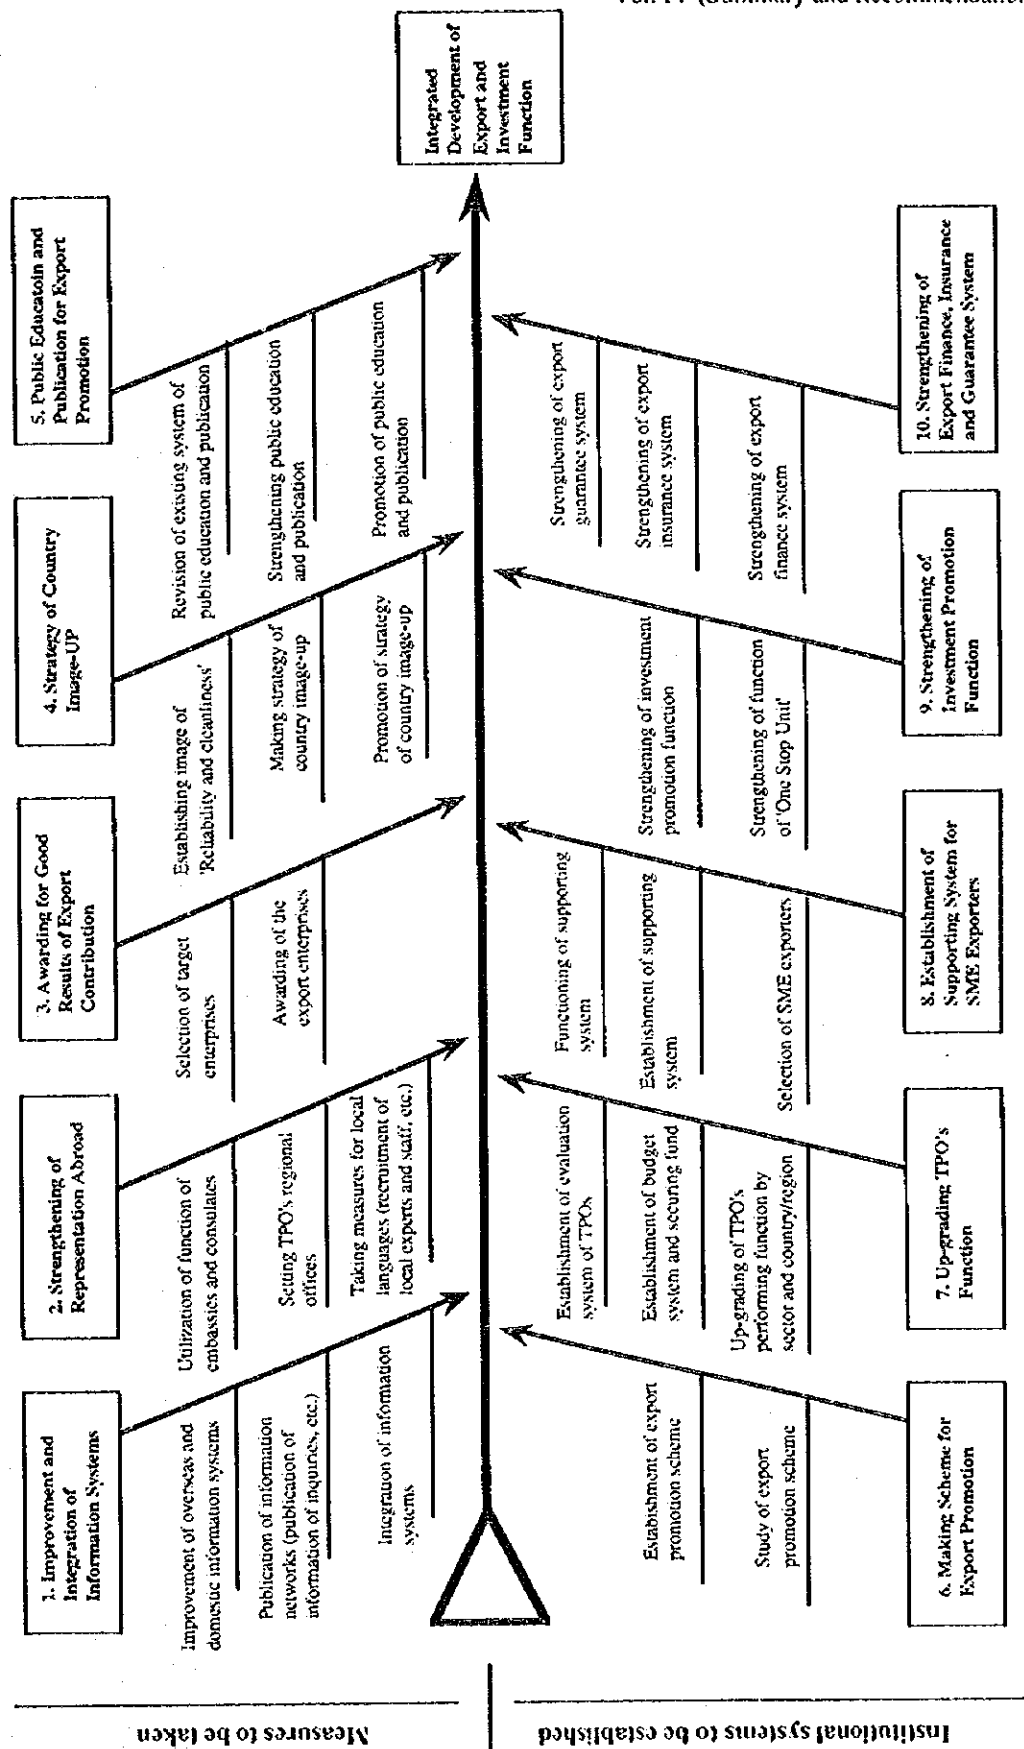 Integrated
Development of
Export and
Investment
Function
1. Improvement and
Integration of
Information Systems
2. Strengthening of
Representation Abroad
3. Awarding for Good
Results of Export
Contribution
4. Strategy of Country
Image-UP
5. Public Educatoin and
Publication for Export
Promotion
Improvement of overseas and
domestic information systems
Publication of information
networks (publication of
information of inquiries, etc.)
Integration of information
systems
Utilization of function of
embassies and consulates
Setting TPO's regional
offices
Taking measures for local
languages (recruitment of
local experts and staff, etc.)
Selection of target
enterprises
Awarding of the
export enterprises
Establishing image of
'Reliability and cleanliness'
Making strategy of
country image-up
Promotion of strategy
of country image-up
Revision of existing system of
public education and publication
Strengthening public education
and publication
Promotion of public education
and publication
Measures to be taken
Institutional systems to be established
Estabishment of export
promotion scheme
Study of export
promotion scheme
Establishment of evaluation
system of TPOs
Establishment of budget
system and securing fund
Up-grading of TPO's
performing function by
sector and country/region
Functioning of supporting
system
Establishment of supporting
system
Selection of SME exporters
Strengthening of investment
promotion function
Strengthening of function
of 'One Stop Unit'
Strengthening of export
guarantee system
Strengthening of export
insurance system
Strengthening of export
finance system
6. Making Scheme for
Export Promotion
7. Up-grading TPO's
Function
8. Establishment of
Supporting System for
SME Exporters
9. Strengthening of
Investment Promotion
Function
10. Strengthening of
Export Finance, Insurance
and Guarantee System